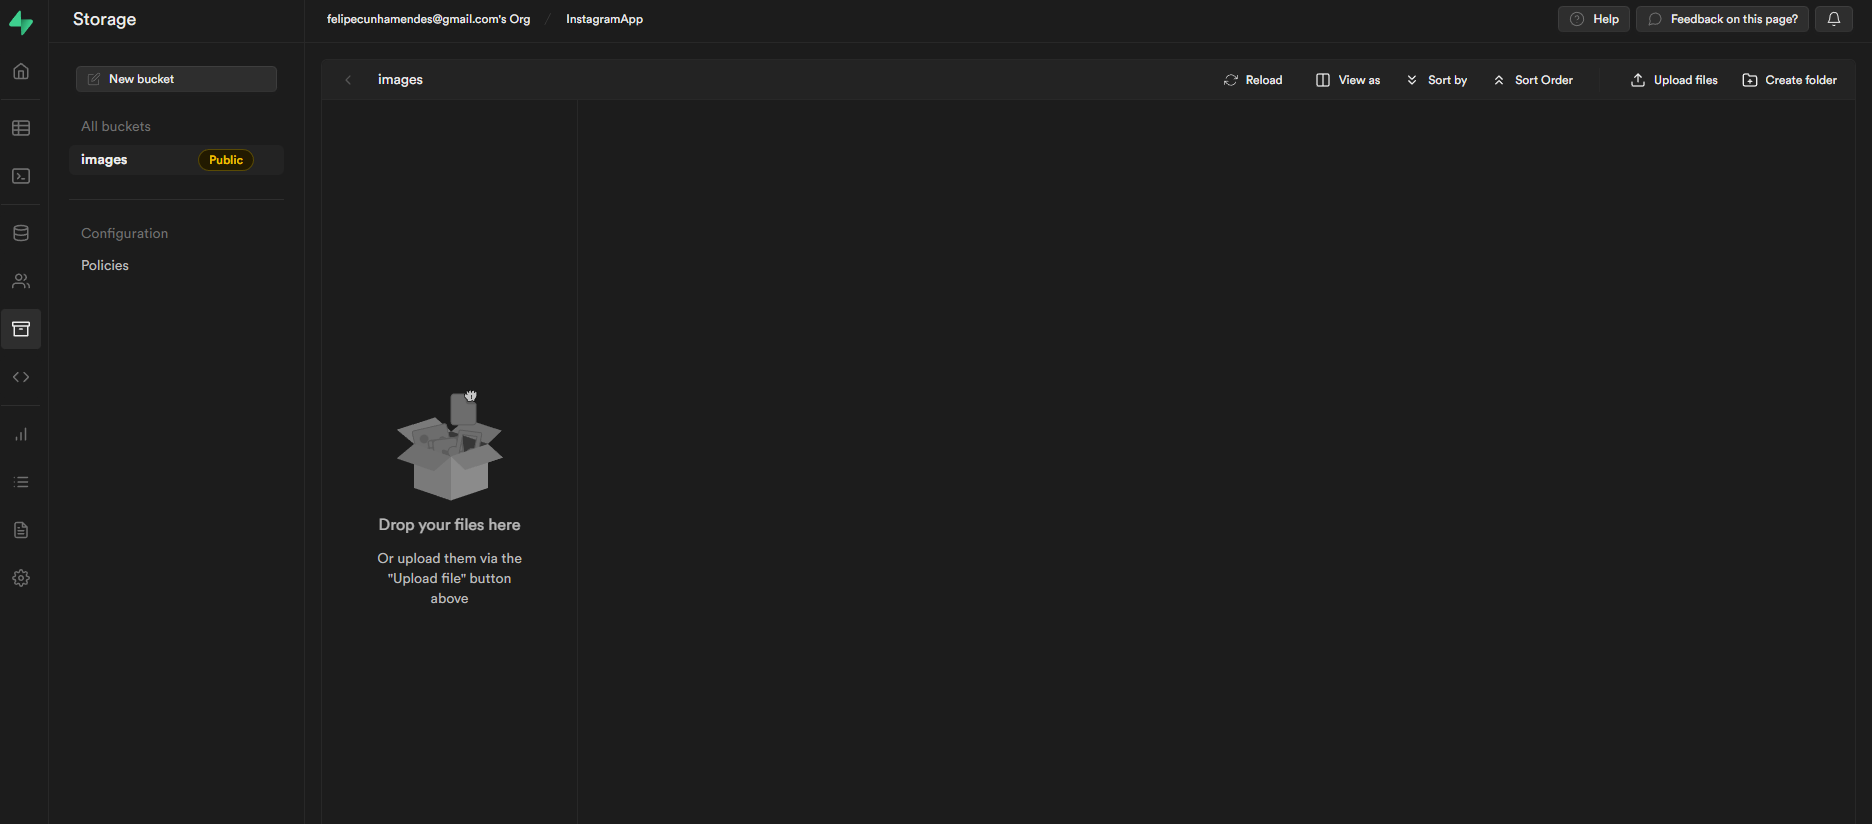 Storage
felipecunhamendes@gmail.com's Org / InstagramApp
Help
Feedback on this page?
New bucket
All buckets
images Public
Configuration
Policies
images
Reload
View as
Sort by
Sort Order
Upload files
Create folder
Drop your files here
Or upload them via the
"Upload file" button
above